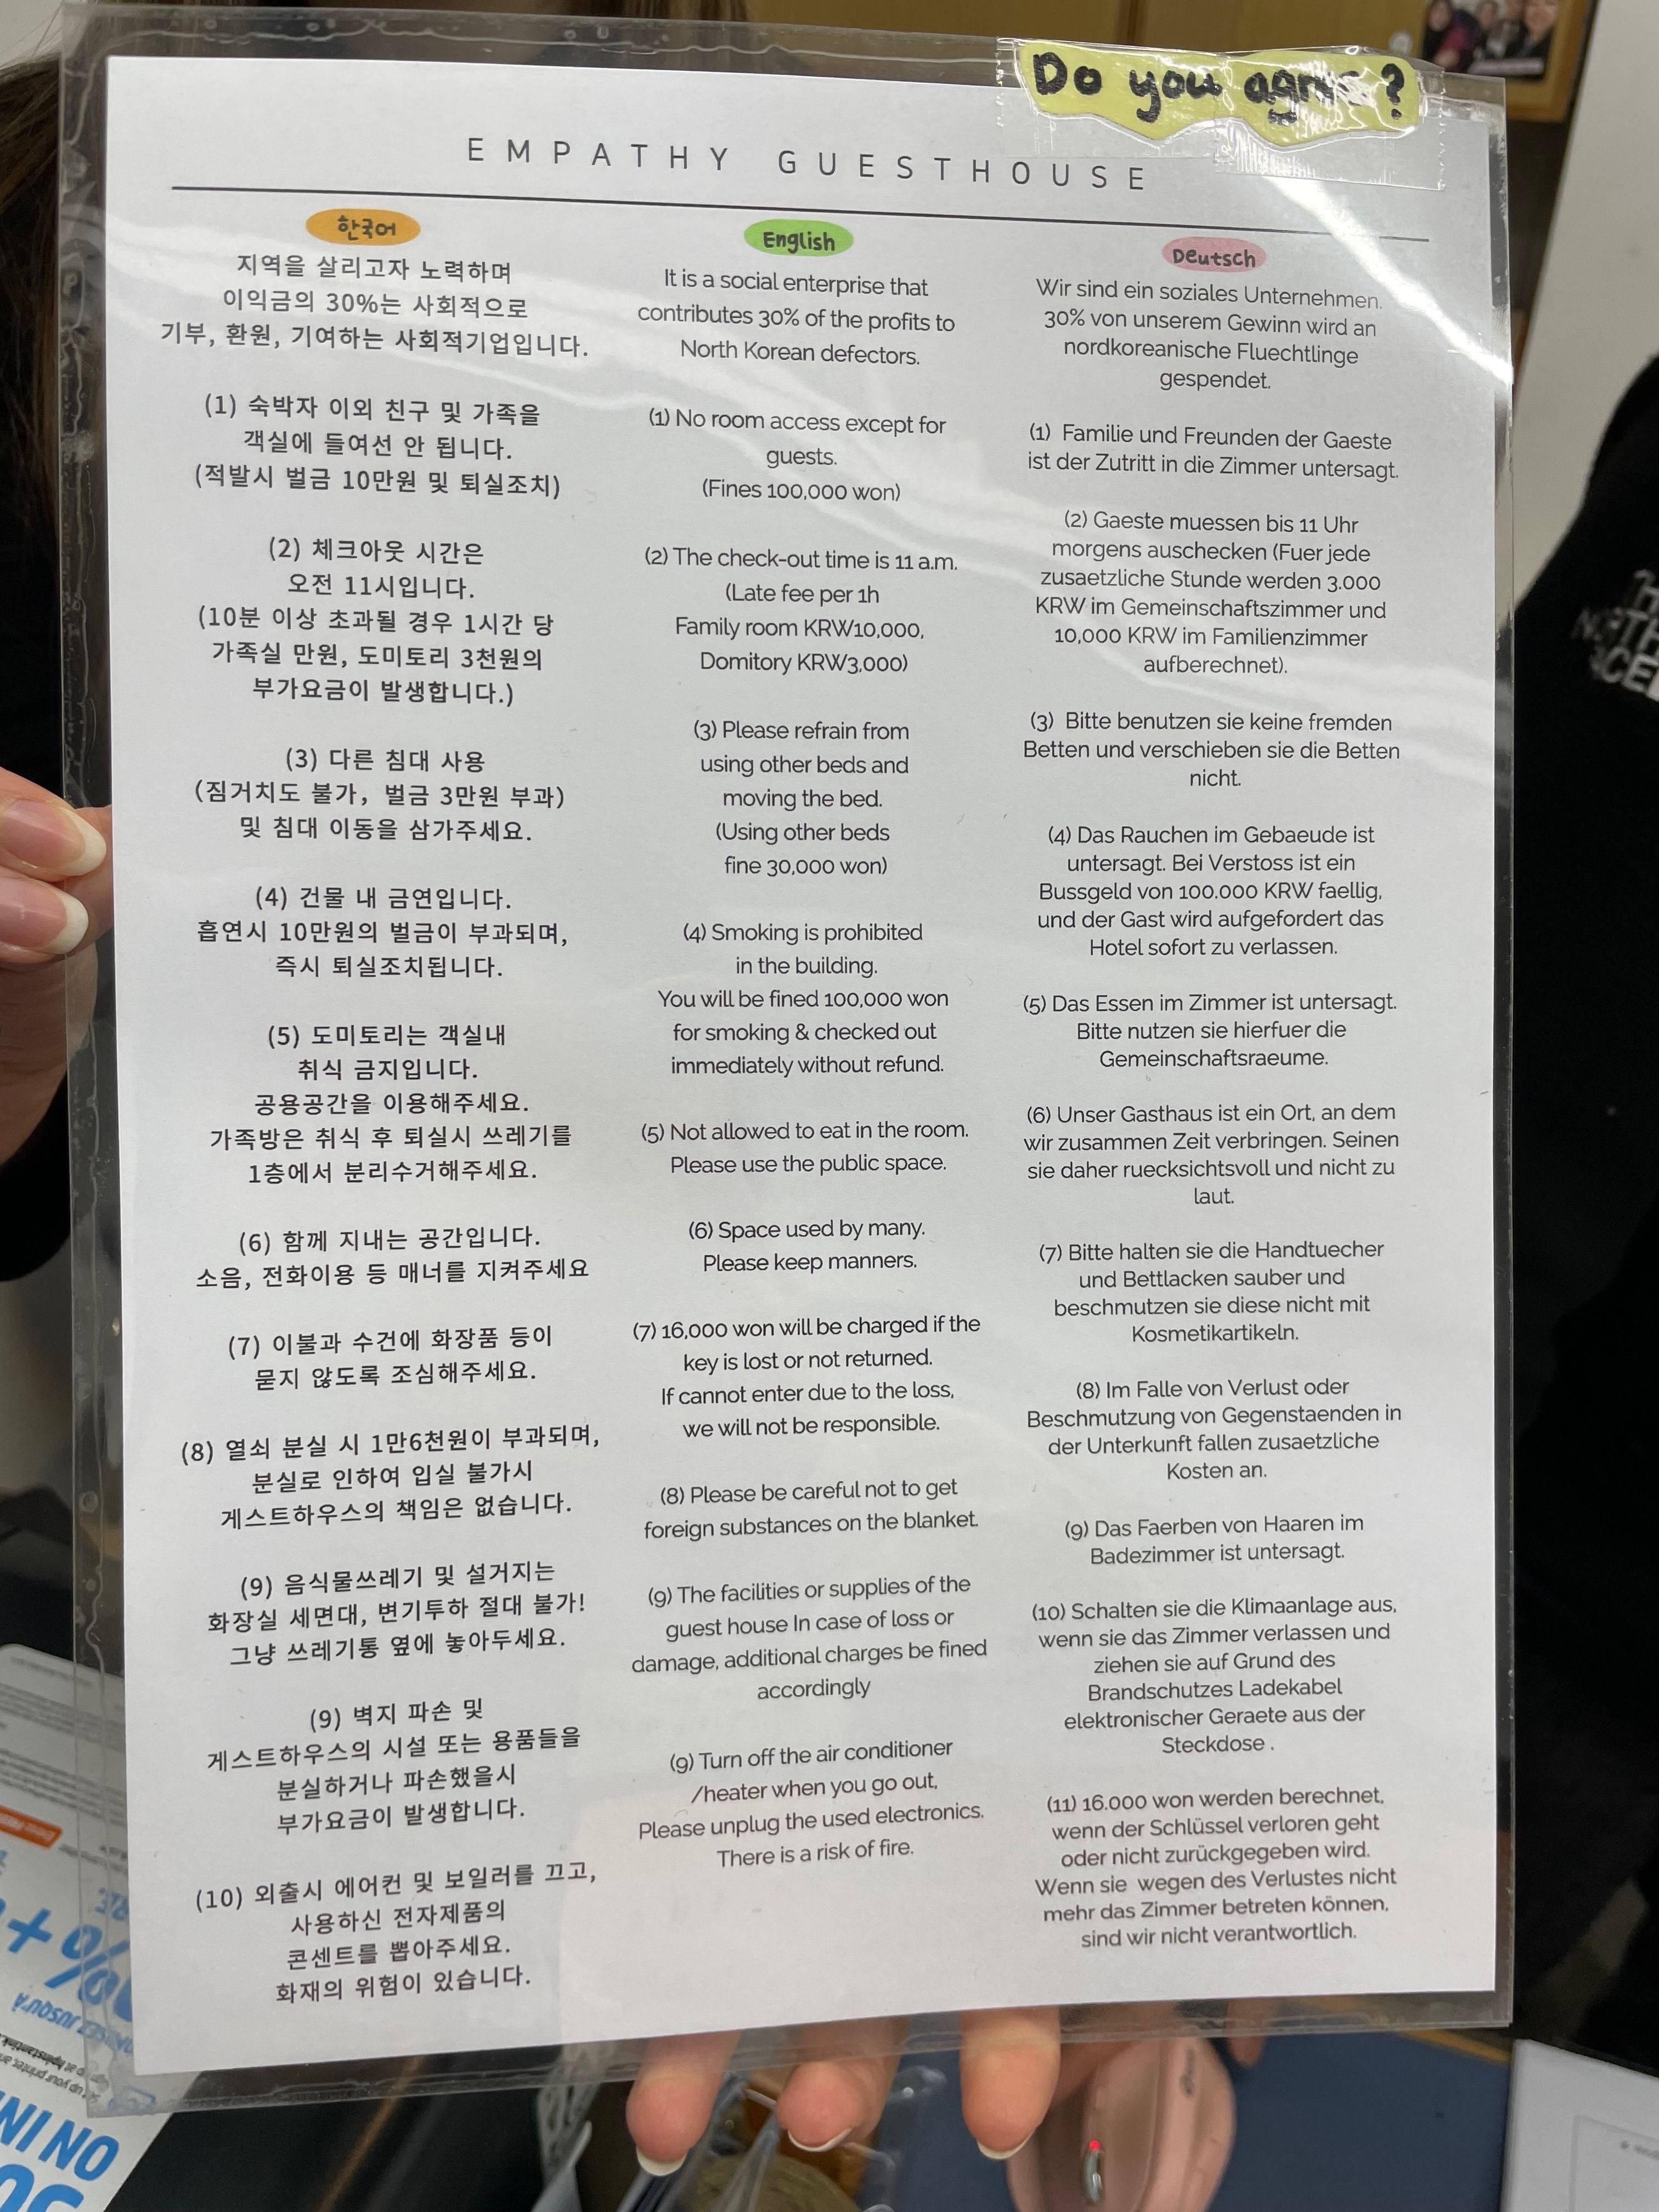 Do you agree?
EMPATHY GUESTHOUSE
한국어
지역을 살리고자 노력하며
이익금의 30%는 사회적으로
기부, 환원, 기여하는 사회적기업입니다.
(1) 숙박자 이외 친구 및 가족을
객실에 들여선 안 됩니다.
(적발시 벌금 10만원 및 퇴실조치)
(2) 체크아웃 시간은
오전 11시입니다.
(10분 이상 초과될 경우 1시간 당
가족실 만원, 도미토리 3천원의
부가요금이 발생합니다.)
(3) 다른 침대 사용
(짐거치도 불가, 벌금 3만원 부과)
및 침대 이동을 삼가주세요.
(4) 건물 내 금연입니다.
흡연시 10만원의 벌금이 부과되며,
즉시 퇴실조치됩니다.
(5) 도미토리는 객실내
취식 금지입니다.
공용공간을 이용해주세요.
가족방은 취식 후 퇴실시 쓰레기를
1층에서 분리수거해주세요.
(6) 함께 지내는 공간입니다.
소음, 전화이용 등 매너를 지켜주세요
(7) 이불과 수건에 화장품 등이
묻지 않도록 조심해주세요.
(8) 열쇠 분실 시 1만6천원이 부과되며,
분실로 인하여 입실 불가시
게스트하우스의 책임은 없습니다.
(9) 음식물쓰레기 및 설거지는
화장실 세면대, 변기투하 절대 불가!
그냥 쓰레기통 옆에 놓아두세요.
(9) 벽지 파손 및
게스트하우스의 시설 또는 용품들을
분실하거나 파손했을시
부가요금이 발생합니다.
(10) 외출시 에어컨 및 보일러를 끄고,
사용하신 전자제품의
콘센트를 뽑아주세요.
화재의 위험이 있습니다.
English
It is a social enterprise that
contributes 30% of the profits to
North Korean defectors.
(1) No room access except for
guests.
(Fines 100,000 won)
(2) The check-out time is 11 a.m.
(Late fee per 1h
Family room KRW10,000,
Domitory KRW3,000)
(3) Please refrain from
using other beds and
moving the bed.
(Using other beds
fine 30,000 won)
(4) Smoking is prohibited
in the building.
You will be fined 100,000 won
for smoking & checked out
immediately without refund.
(5) Not allowed to eat in the room.
Please use the public space.
(6) Space used by many.
Please keep manners.
(7) 16,000 won will be charged if the
key is lost or not returned.
If cannot enter due to the loss,
we will not be responsible.
(8) Please be careful not to get
foreign substances on the blanket.
(9) The facilities or supplies of the
guest house In case of loss or
damage, additional charges be fined
accordingly
(9) Turn off the air conditioner
/heater when you go out,
Please unplug the used electronics.
There is a risk of fire.
Deutsch
Wir sind ein soziales Unternehmen.
30% von unserem Gewinn wird an
nordkoreanische Fluechtlinge
gespendet.
(1) Familie und Freunden der Gaeste
ist der Zutritt in die Zimmer untersagt.
(2) Gaeste muessen bis 11 Uhr
morgens auschecken (Fuer jede
zusaetzliche Stunde werden 3.000
KRW im Gemeinschaftszimmer und
10,000 KRW im Familienzimmer
aufberechnet).
(3) Bitte benutzen sie keine fremden
Betten und verschieben sie die Betten
nicht.
(4) Das Rauchen im Gebaeude ist
untersagt. Bei Verstoss ist ein
Bussgeld von 100.000 KRW faellig,
und der Gast wird aufgefordert das
Hotel sofort zu verlassen.
(5) Das Essen im Zimmer ist untersagt.
Bitte nutzen sie hierfuer die
Gemeinschaftsraeume.
(6) Unser Gasthaus ist ein Ort, an dem
wir zusammen Zeit verbringen. Seinen
sie daher ruecksichtsvoll und nicht zu
laut.
(7) Bitte halten sie die Handtuecher
und Bettlacken sauber und
beschmutzen sie diese nicht mit
Kosmetikartikeln.
(8) Im Falle von Verlust oder
Beschmutzung von Gegenstaenden in
der Unterkunft fallen zusaetzliche
Kosten an.
(9) Das Faerben von Haaren im
Badezimmer ist untersagt.
(10) Schalten sie die Klimaanlage aus,
wenn sie das Zimmer verlassen und
ziehen sie auf Grund des
Brandschutzes Ladekabel
elektronischer Geraete aus der
Steckdose .
(11) 16.000 won werden berechnet,
wenn der Schlüssel verloren geht
oder nicht zurückgegeben wird.
Wenn sie wegen des Verlustes nicht
mehr das Zimmer betreten können,
sind wir nicht verantwortlich.